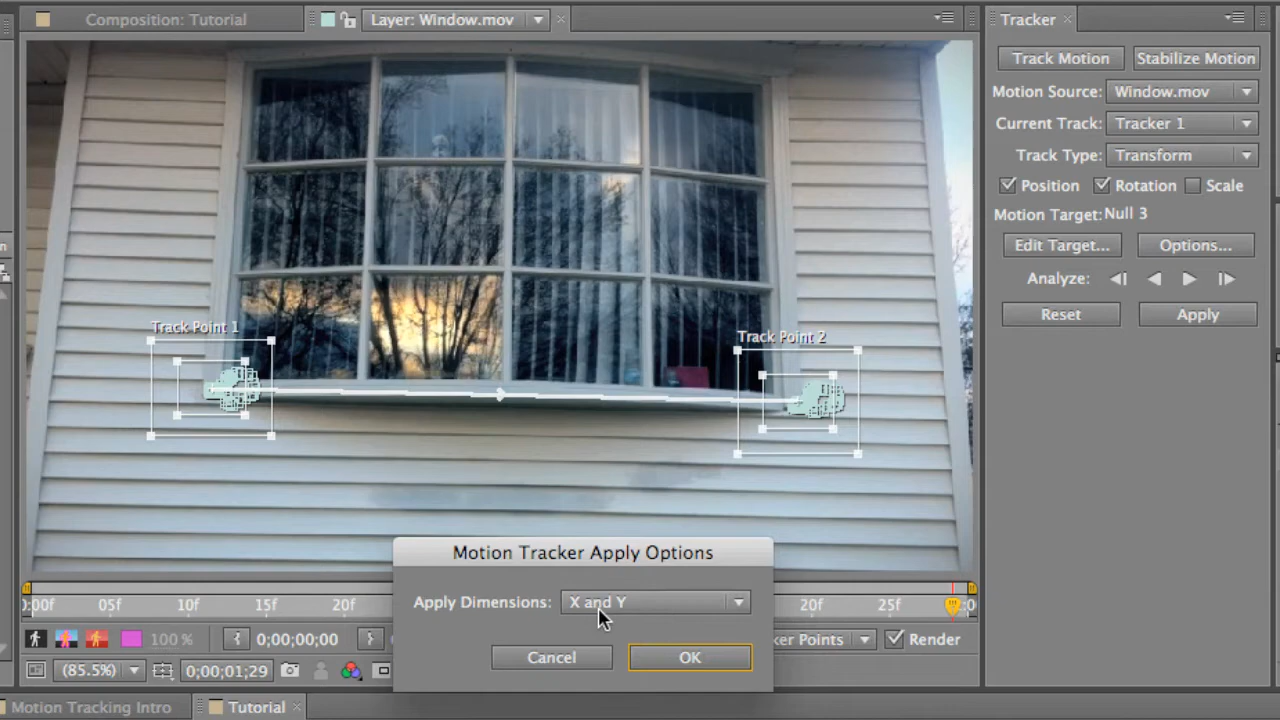 Composition: Tutorial
Layer: Window.mov
Tracker
Track Motion
Stabilize Motion
Motion Source: Window.mov
Current Track: Tracker 1
Track Type: Transform
Position Rotation Scale
Motion Target: Null 3
Edit Target...
Options...
Analyze:
Reset
Apply
Track Point 1
Track Point 2
Motion Tracker Apply Options
Apply Dimensions: X and Y
Cancel
OK
:00f 05f 10f 15f 20f
20f 25f
100 % 0;00;00;00
ker Points Render
(85.5%) 0;00;01;29
Motion Tracking Intro
Tutorial